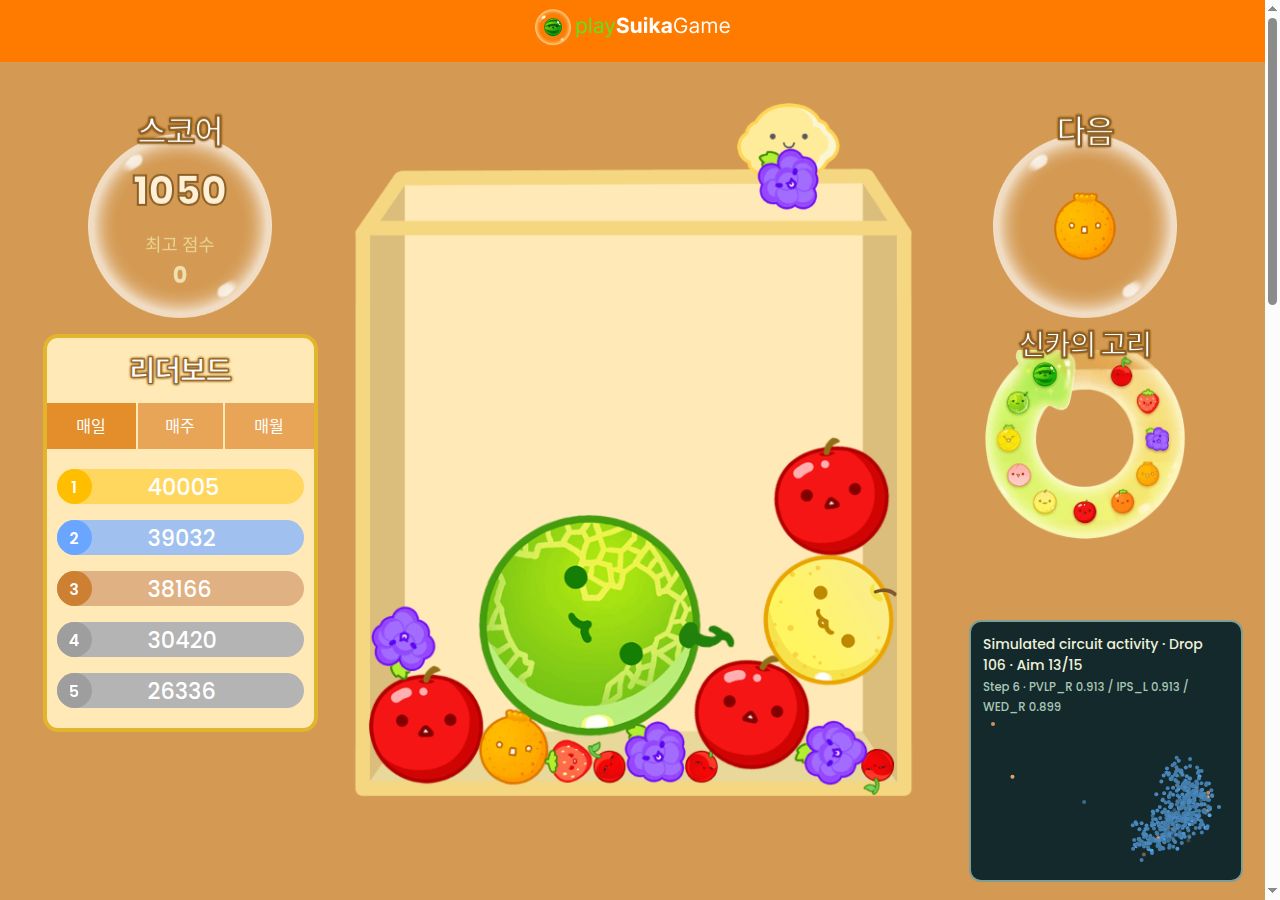 playSuikaGame
스코어
1050
최고 점수
0
다음
신카의 고리
리더보드
매일 매주 매월
1 40005
2 39032
3 38166
4 30420
5 26336
Simulated circuit activity · Drop
106 · Aim 13/15
Step 6 · PVLP_R 0.913 / IPS_L 0.913 /
WED_R 0.899